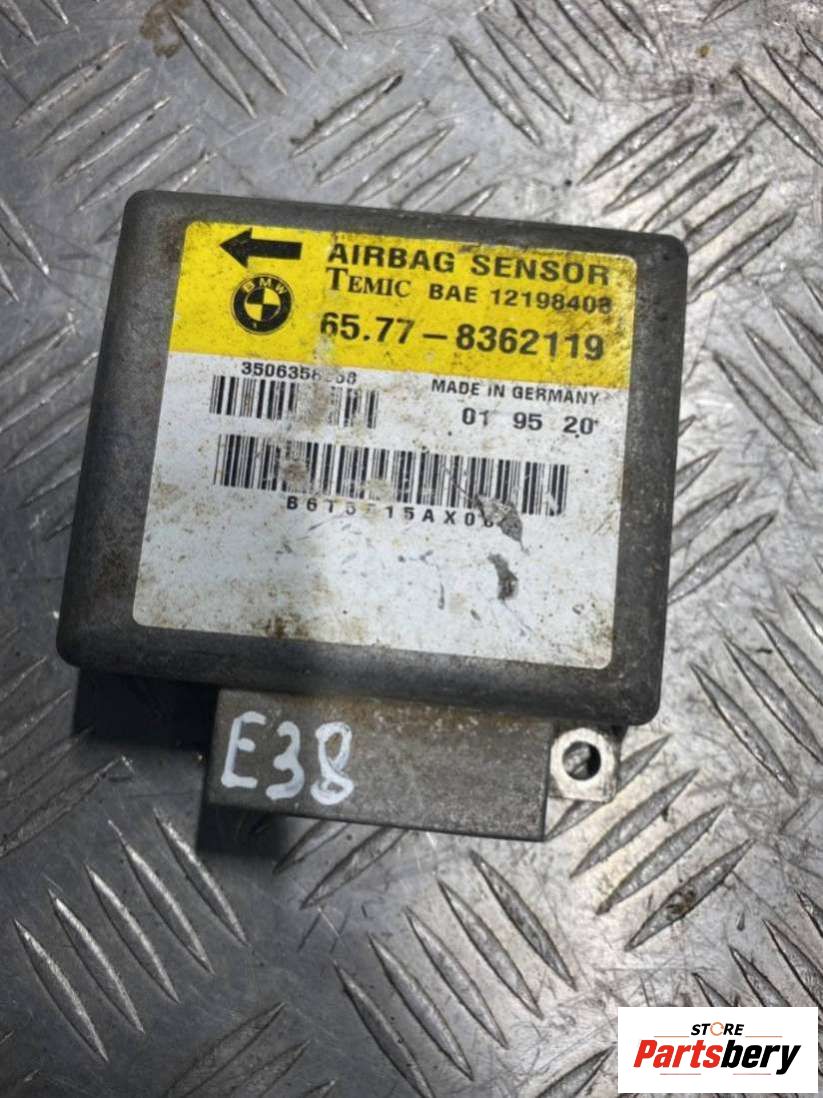 AIRBAG SENSOR
BMW
TEMIC BAE 12198408
65.77-8362119
MADE IN GERMANY
01 95 20
E38
STORE
Partsbery